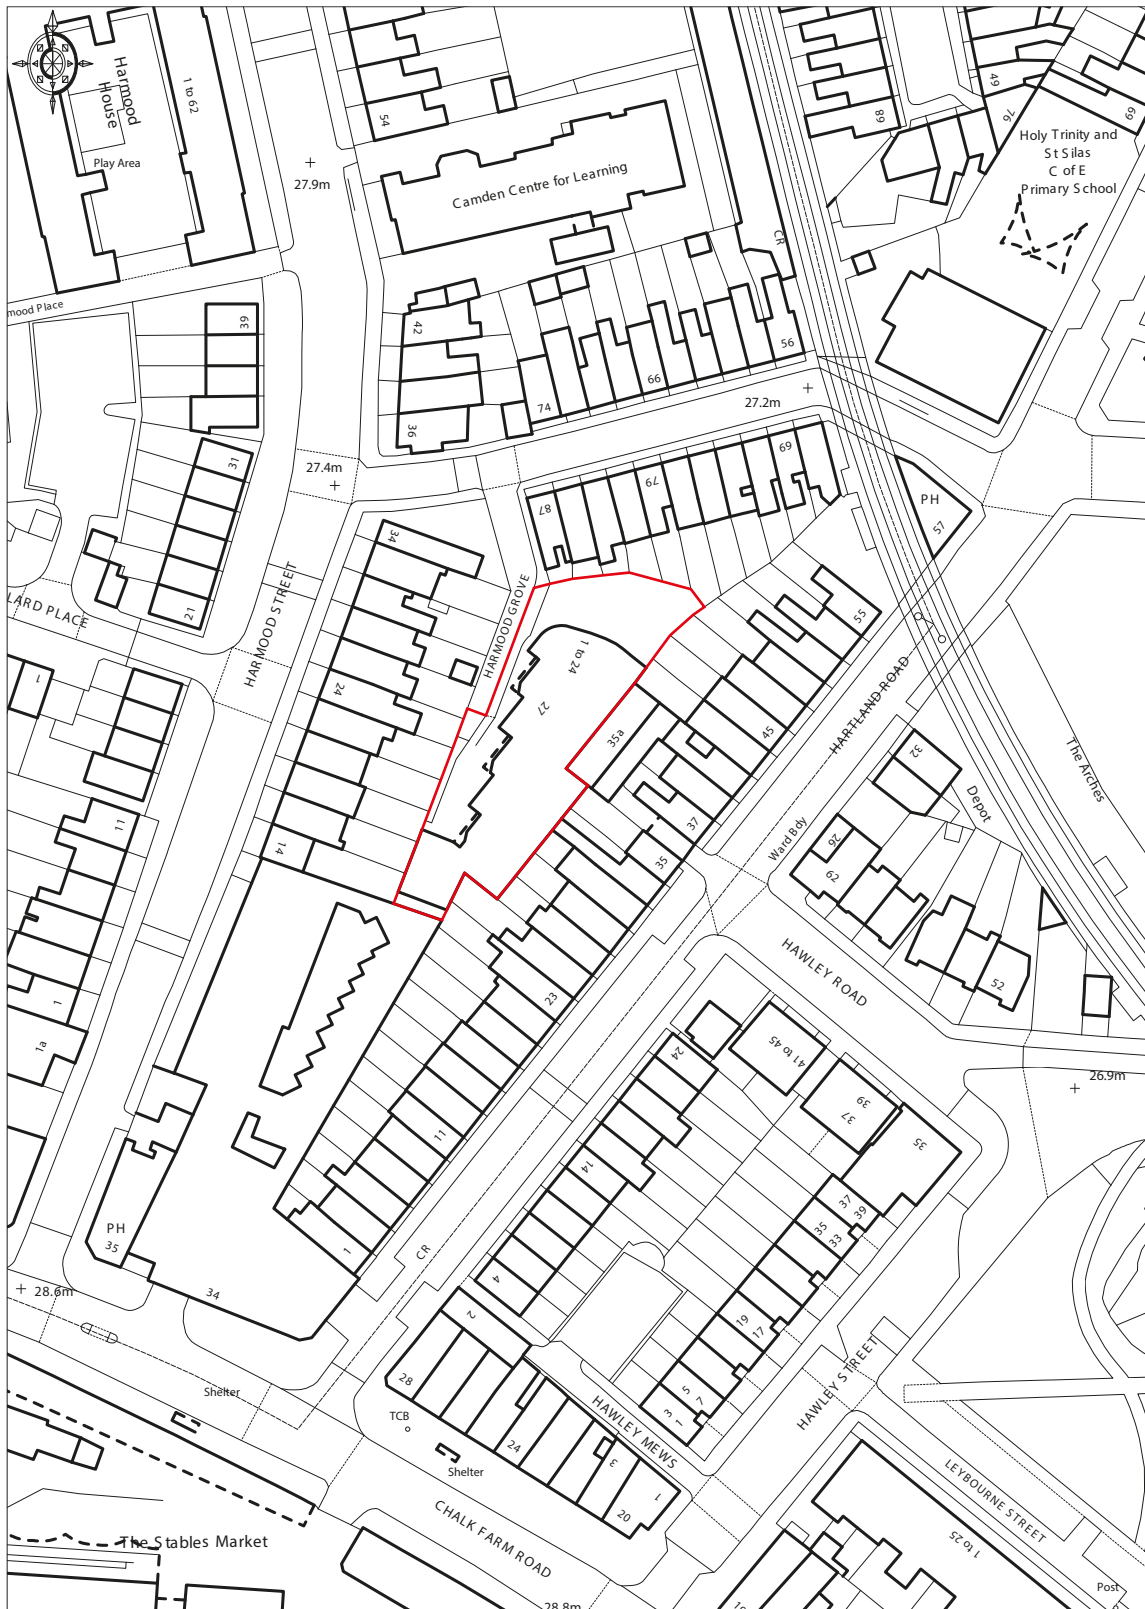 Harmood
House
1 to 62
Play Area
27.9m
54
Camden Centre for Learning
CR
89
49
76
69
Holy Trinity and
St Silas
C of E
Primary School
mood Place
39
42
36
74
66
56
27.2m
27.4m
31
21
34
87
79
69
PH
57
LARD PLACE
HARMOOD STREET
HARMOOD GROVE
24
14
1 to 24
27
35a
55
45
37
35
HARTLAND ROAD
The Arches
32
Depot
Ward Bdy
26
62
52
1
11
1
1a
HAWLEY ROAD
23
11
1
24
41 to 45
39
37
35
26.9m
14
4
2
37
39
35
33
19
17
5
7
3
1
PH
35
34
28.6m
CR
Shelter
28
TCB
24
Shelter
HAWLEY MEWS
3
1
20
HAWLEY STREET
LEYBOURNE STREET
1 to 25
CHALK FARM ROAD
The Stables Market
28.8m
Post